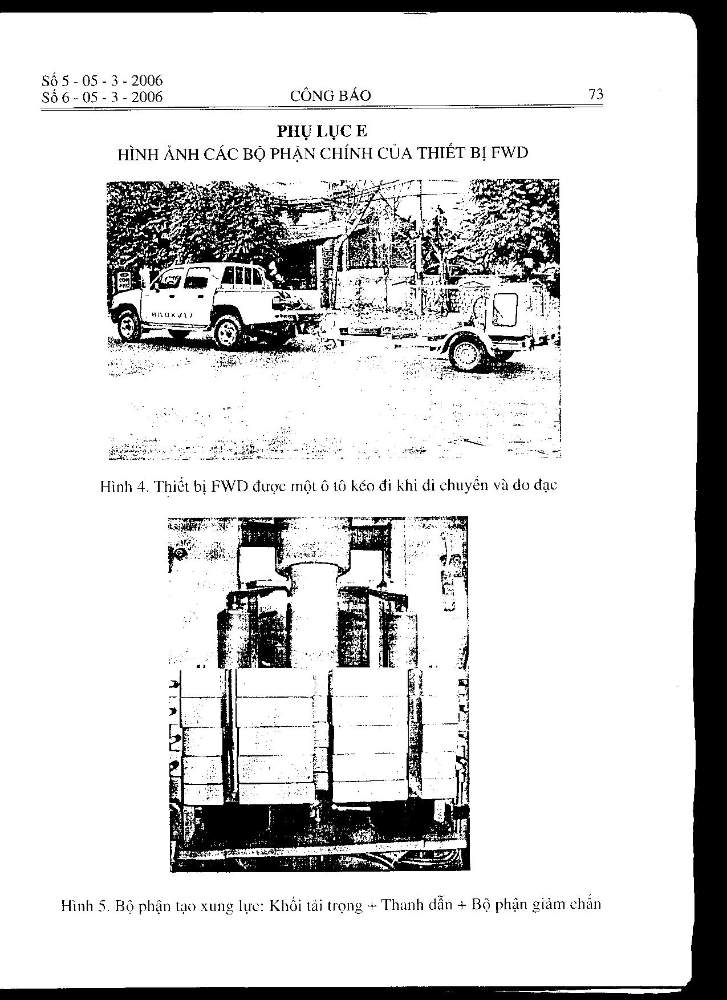 Số 5 - 05 - 3 - 2006
Số 6 - 05 - 3 - 2006
CÔNG BÁO
73
PHỤ LỤC E
HÌNH ẢNH CÁC BỘ PHẬN CHÍNH CỦA THIẾT BỊ FWD
HILUX
Hình 4. Thiết bị FWD được một ô tô kéo đi khi di chuyển và đo đạc
Hình 5. Bộ phận tạo xung lực: Khối tải trọng + Thanh dẫn + Bộ phận giảm chấn